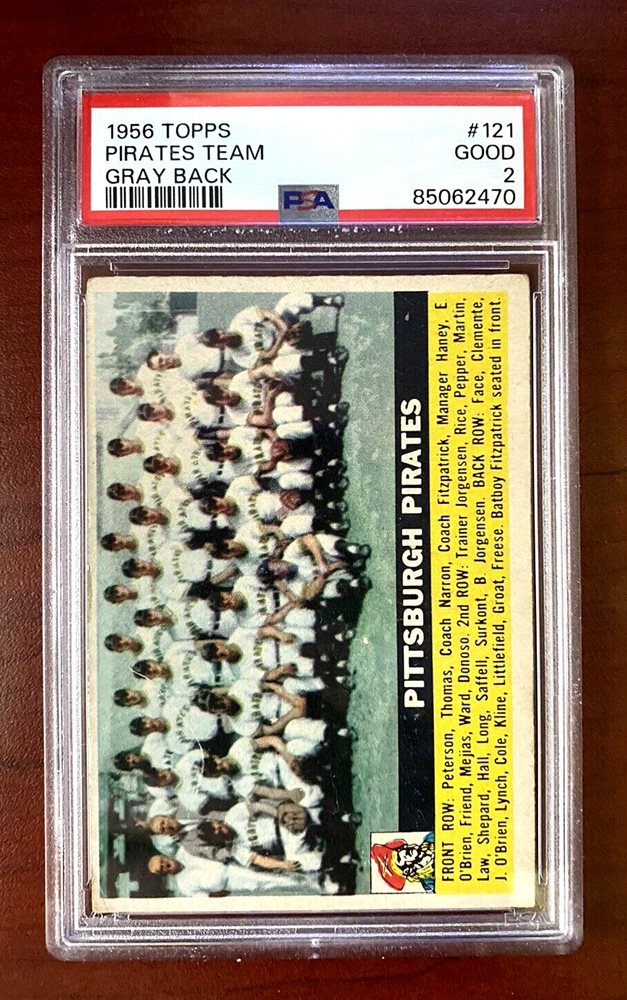 1956 TOPPS #121
PIRATES TEAM GOOD
GRAY BACK 2
PSA 85062470
PITTSBURGH PIRATES
FRONT ROW: Peterson, Thomas, Coach Narron, Coach Fitzpatrick, Manager Haney, E
O'Brien, Friend, Mejias, Ward, Donoso. 2nd ROW: Trainer Jorgensen, Rice, Pepper, Martin,
Law, Shepard, Hall, Long, Saffell, Surkont, B. Jorgensen. BACK ROW: Face, Clemente,
J. O'Brien, Lynch, Cole, Kline, Littlefield, Groat, Freese. Batboy Fitzpatrick seated in front.